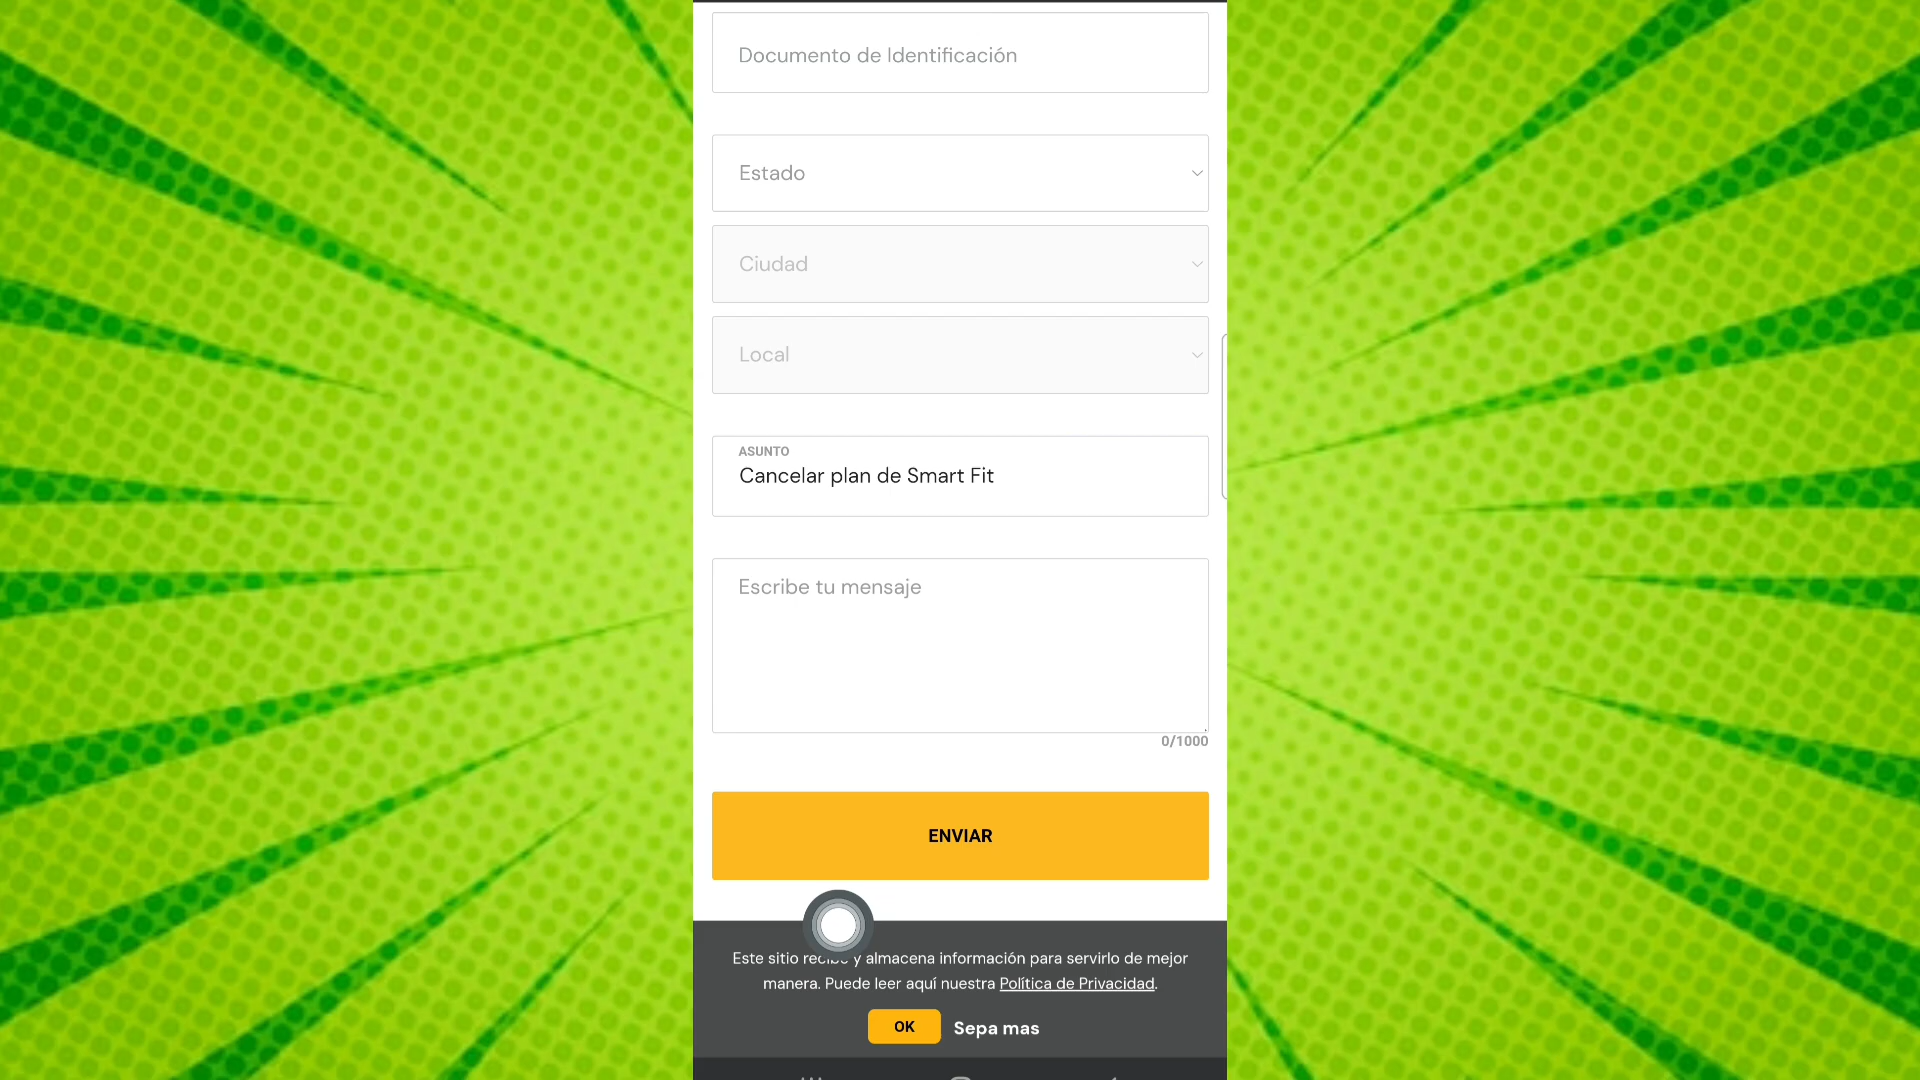 Documento de Identificación
Estado
Ciudad
Local
ASUNTO
Cancelar plan de Smart Fit
Escribe tu mensaje
0/1000
ENVIAR
Este sitio recibe y almacena información para servirlo de mejor
manera. Puede leer aquí nuestra Política de Privacidad.
OK Sepa mas